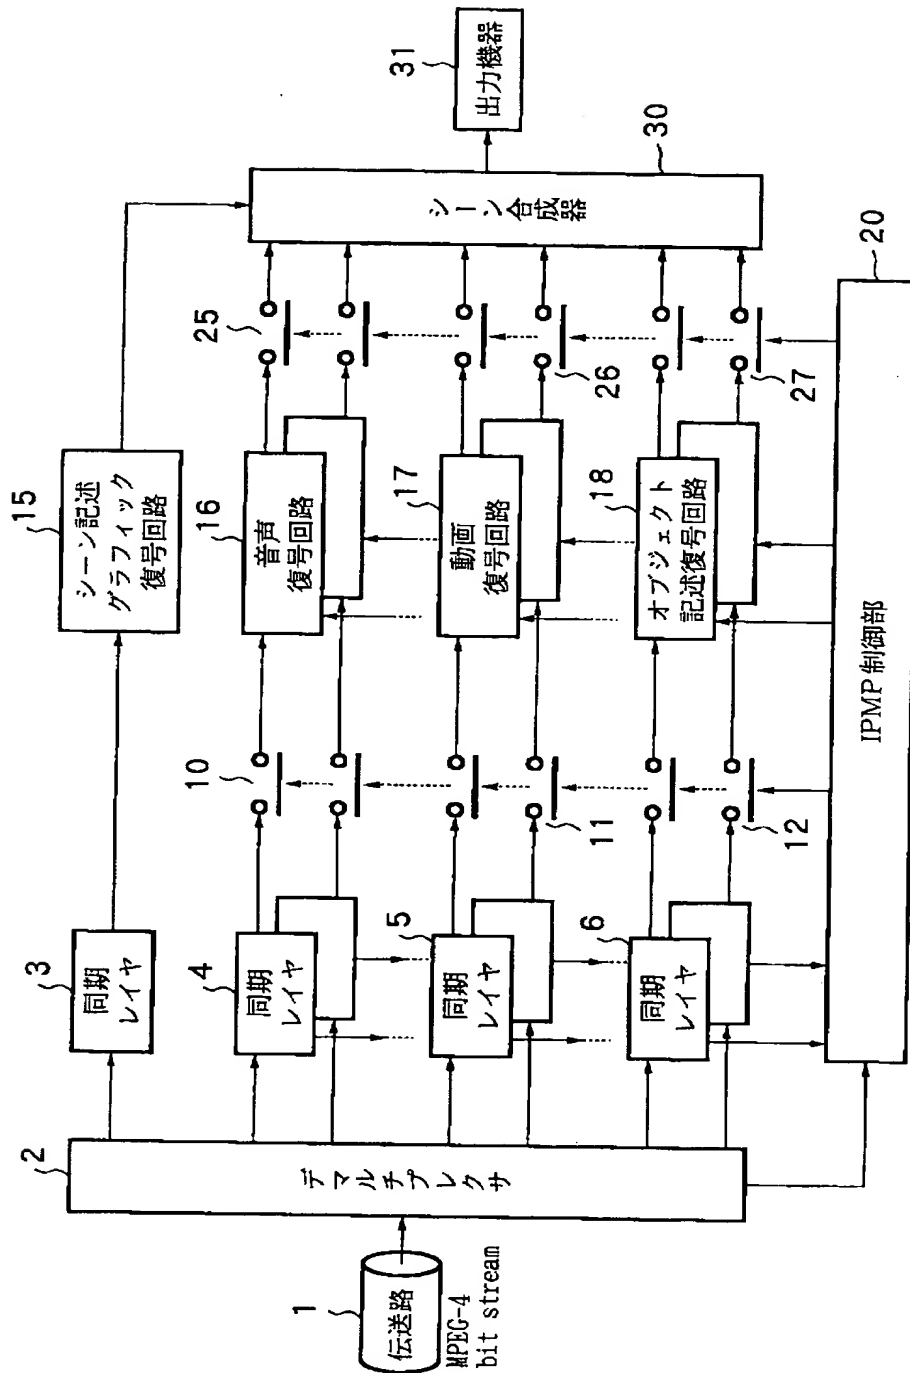 1
伝送路
MPEG-4
bit stream
2
デマルチプレクサ
3
同期
レイヤ
4
同期
レイヤ
5
同期
レイヤ
6
同期
レイヤ
10
11
12
15
シーン記述
グラフィック
復号回路
16
音声
復号回路
17
動画
復号回路
18
オブジェクト
記述復号回路
20
IPMP制御部
25
26
27
30
シーン合成器
31
出力機器